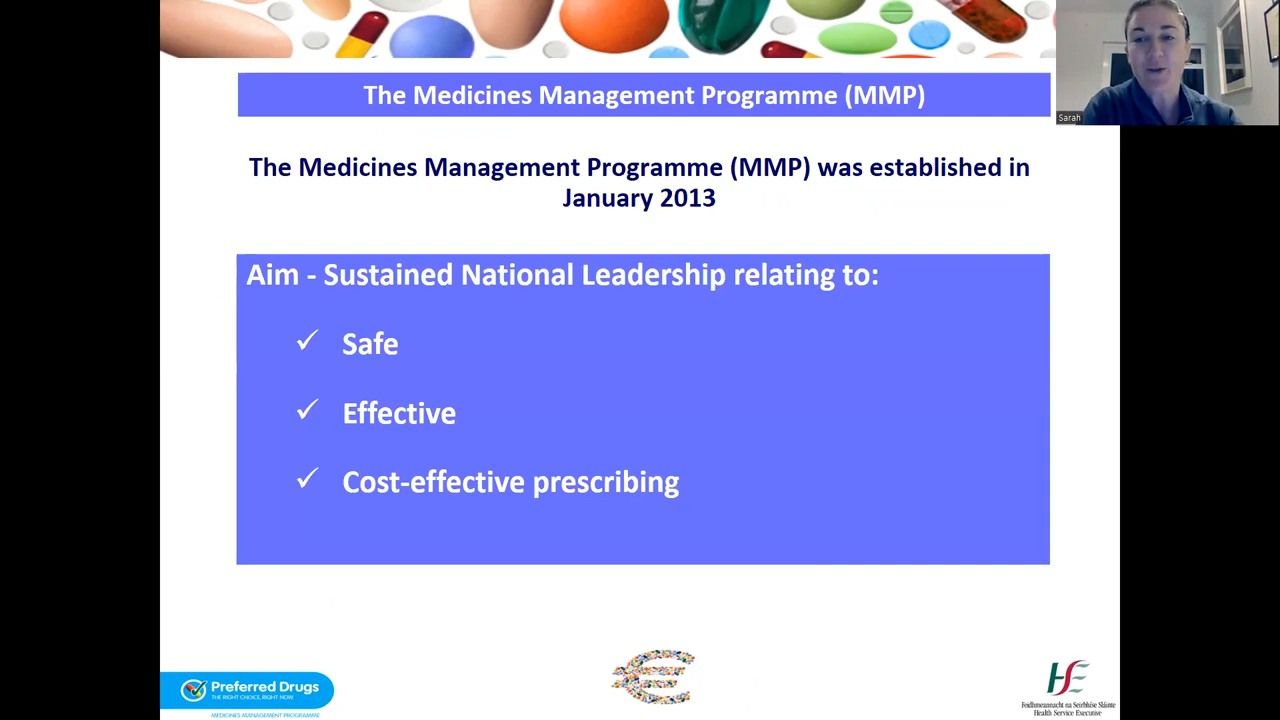 The Medicines Management Programme (MMP)
Sarah
The Medicines Management Programme (MMP) was established in
January 2013
Aim - Sustained National Leadership relating to:
✓ Safe
✓ Effective
✓ Cost-effective prescribing
Preferred Drugs
THE RIGHT CHOICE, RIGHT NOW
MEDICINES MANAGEMENT PROGRAMME
€
HSE
Feidhmeannacht na Seirbhíse Sláinte
Health Service Executive